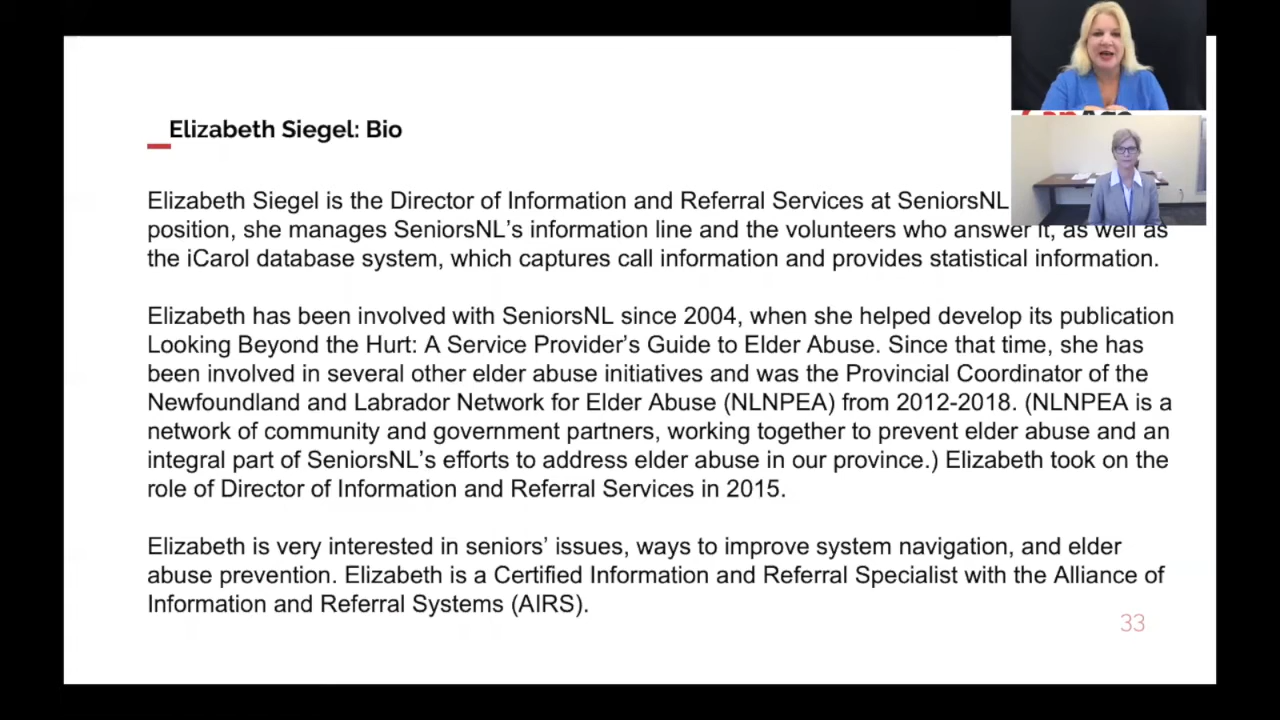 Elizabeth Siegel: Bio
Elizabeth Siegel is the Director of Information and Referral Services at SeniorsNL
position, she manages SeniorsNL's information line and the volunteers who answer it, as well as
the iCarol database system, which captures call information and provides statistical information.
Elizabeth has been involved with SeniorsNL since 2004, when she helped develop its publication
Looking Beyond the Hurt: A Service Provider's Guide to Elder Abuse. Since that time, she has
been involved in several other elder abuse initiatives and was the Provincial Coordinator of the
Newfoundland and Labrador Network for Elder Abuse (NLNPEA) from 2012-2018. (NLNPEA is a
network of community and government partners, working together to prevent elder abuse and an
integral part of SeniorsNL's efforts to address elder abuse in our province.) Elizabeth took on the
role of Director of Information and Referral Services in 2015.
Elizabeth is very interested in seniors' issues, ways to improve system navigation, and elder
abuse prevention. Elizabeth is a Certified Information and Referral Specialist with the Alliance of
Information and Referral Systems (AIRS).
33